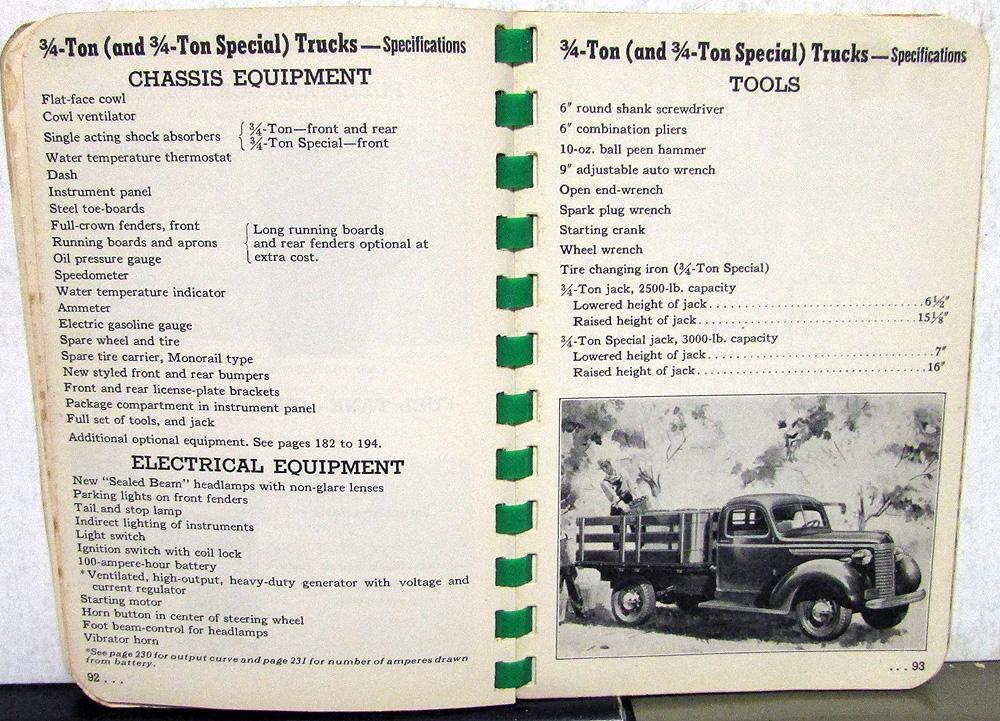 ¾-Ton (and ¾-Ton Special) Trucks — Specifications
CHASSIS EQUIPMENT
Flat-face cowl
Cowl ventilator
Single acting shock absorbers { ¾-Ton—front and rear
¾-Ton Special—front
Water temperature thermostat
Dash
Instrument panel
Steel toe-boards
Full-crown fenders, front
Running boards and aprons
Oil pressure gauge
{ Long running boards
and rear fenders optional at
extra cost.
Speedometer
Water temperature indicator
Ammeter
Electric gasoline gauge
Spare wheel and tire
Spare tire carrier, Monorail type
New styled front and rear bumpers
Front and rear license-plate brackets
Package compartment in instrument panel
Full set of tools, and jack
Additional optional equipment. See pages 182 to 194.
ELECTRICAL EQUIPMENT
New "Sealed Beam" headlamps with non-glare lenses
Parking lights on front fenders
Tail and stop lamp
Indirect lighting of instruments
Light switch
Ignition switch with coil lock
100-ampere-hour battery
*Ventilated, high-output, heavy-duty generator with voltage and
current regulator
Starting motor
Horn button in center of steering wheel
Foot beam-control for headlamps
Vibrator horn
*See page 230 for output curve and page 231 for number of amperes drawn
from battery.
92 . . .
¾-Ton (and ¾-Ton Special) Trucks — Specifications
TOOLS
6″ round shank screwdriver
6″ combination pliers
10-oz. ball peen hammer
9″ adjustable auto wrench
Open end-wrench
Spark plug wrench
Starting crank
Wheel wrench
Tire changing iron (¾-Ton Special)
¾-Ton jack, 2500-lb. capacity
Lowered height of jack........................6½″
Raised height of jack........................15⅛″
¾-Ton Special jack, 3000-lb. capacity
Lowered height of jack........................7″
Raised height of jack........................16″
. . . 93